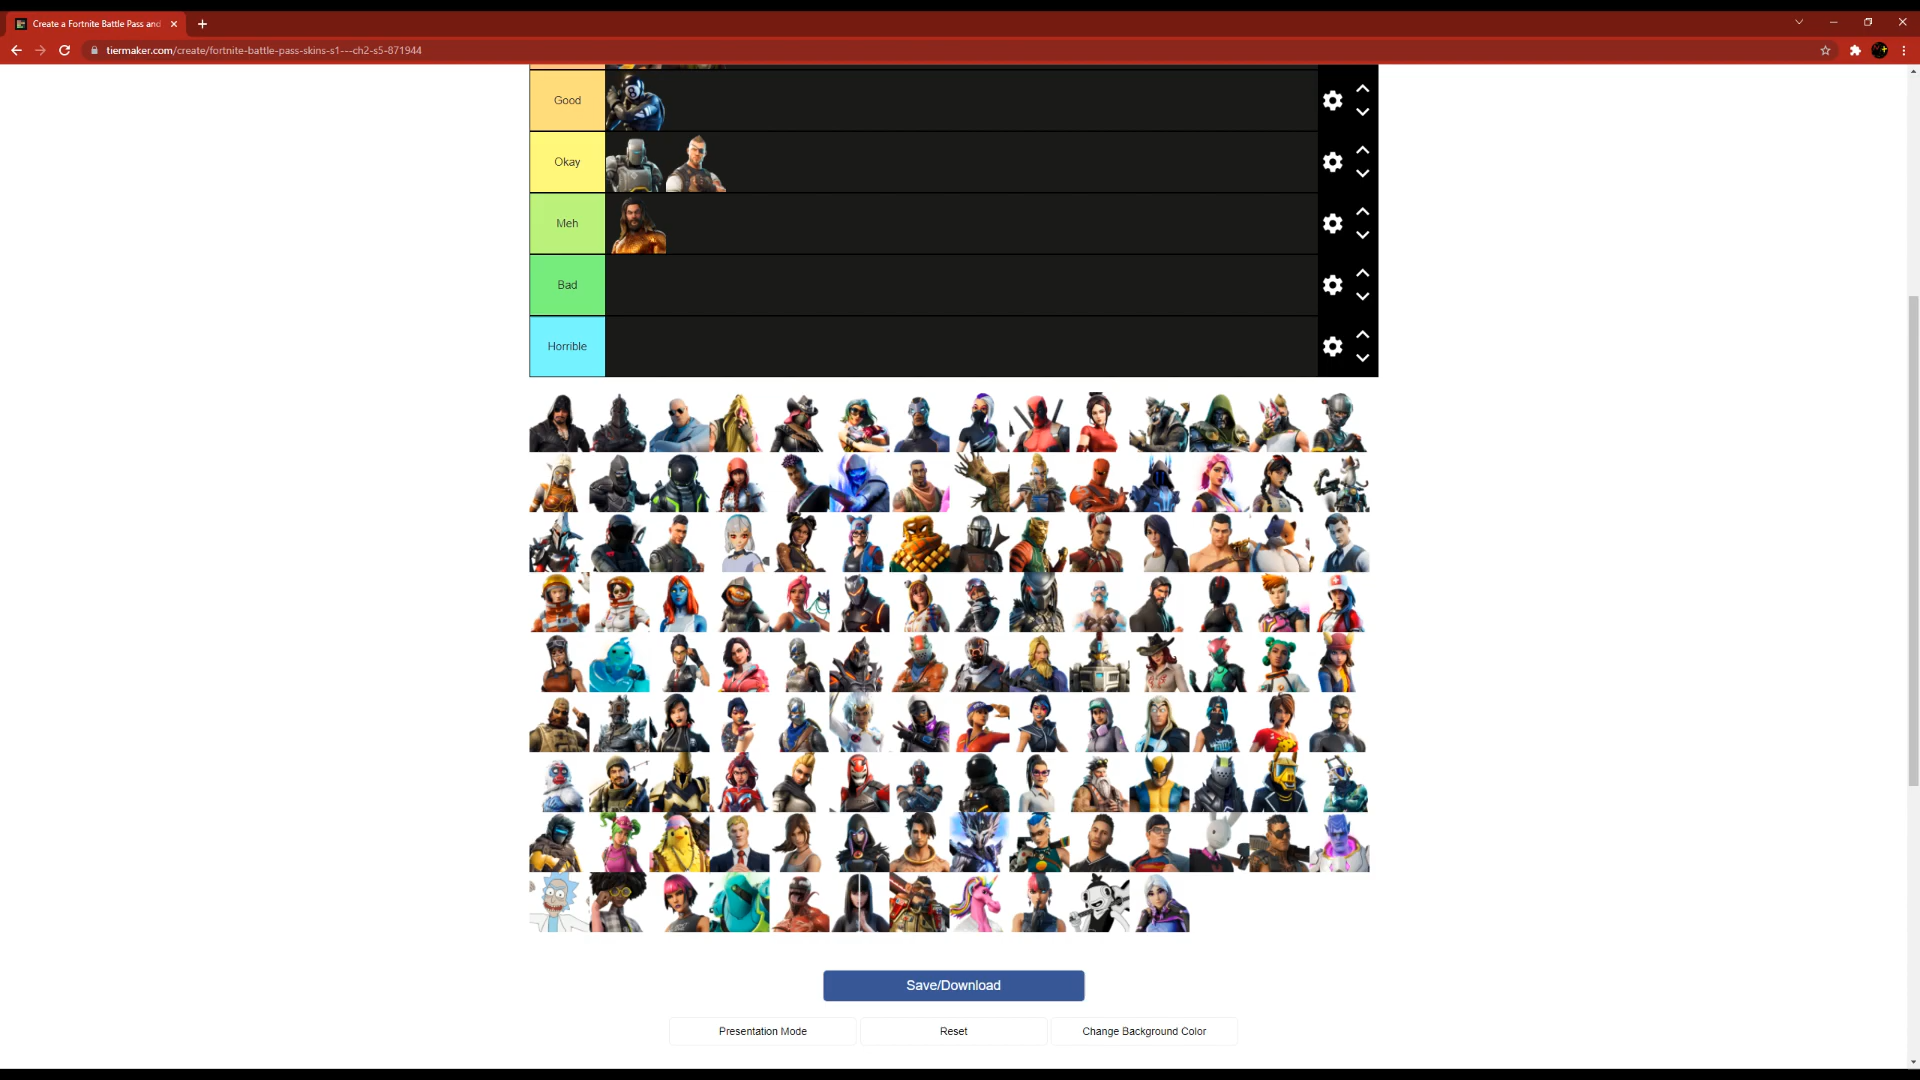 Create a Fortnite Battle Pass and
tiermaker.com/create/fortnite-battle-pass-skins-s1---ch2-s5-871944
Good
8
Okay
Meh
Bad
Horrible
Save/Download
Presentation Mode
Reset
Change Background Color